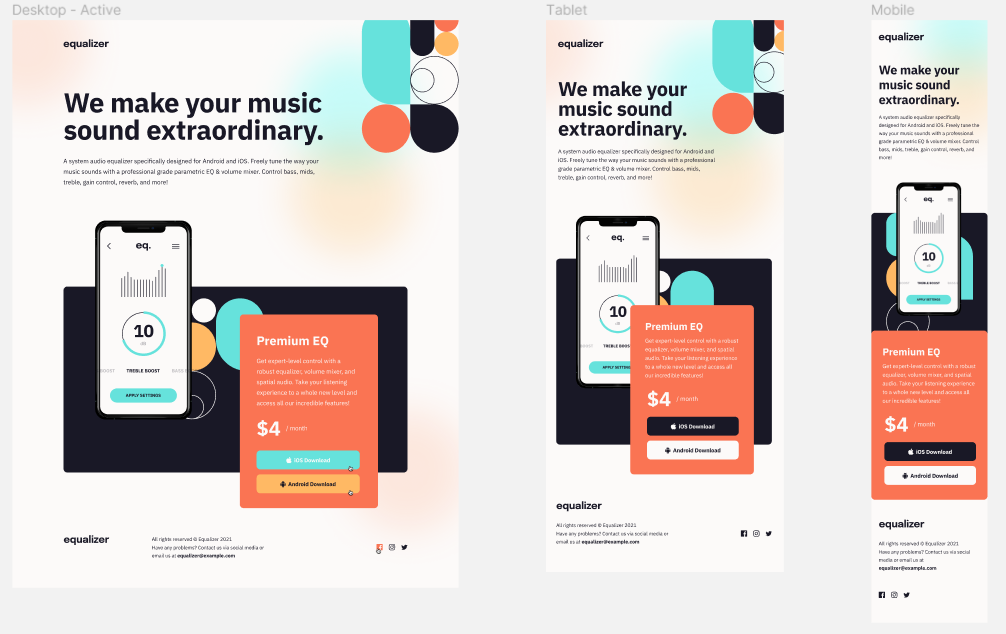 Desktop - Active
equalizer
We make your music
sound extraordinary.
A system audio equalizer specifically designed for Android and iOS. Freely tune the way your
music sounds with a professional grade parametric EQ & volume mixer. Control bass, mids,
treble, gain control, reverb, and more!
eq.
10
dB
BOOST
TREBLE BOOST
BASS B
APPLY SETTINGS
Premium EQ
Get expert-level control with a
robust equalizer, volume mixer, and
spatial audio. Take your listening
experience to a whole new level and
access all our incredible features!
$4 / month
iOS Download
Android Download
equalizer
All rights reserved © Equalizer 2021
Have any problems? Contact us via social media or
email us at equalizer@example.com
Tablet
equalizer
We make your
music sound
extraordinary.
A system audio equalizer specifically designed for Android and
iOS. Freely tune the way your music sounds with a professional
grade parametric EQ & volume mixer. Control bass, mids,
treble, gain control, reverb, and more!
eq.
10
dB
BOOST
TREBLE BOO
APPLY SETTIN
Premium EQ
Get expert-level control with a robust
equalizer, volume mixer, and spatial
audio. Take your listening experience
to a whole new level and access all
our incredible features!
$4 / month
iOS Download
Android Download
equalizer
All rights reserved © Equalizer 2021
Have any problems? Contact us via social media or
email us at equalizer@example.com
Mobile
equalizer
We make your
music sound
extraordinary.
A system audio equalizer specifically
designed for Android and iOS. Freely tune the
way your music sounds with a professional
grade parametric EQ & volume mixer. Control
bass, mids, treble, gain control, reverb, and
more!
eq.
10
dB
TREBLE BOOST
APPLY SETTINGS
Premium EQ
Get expert-level control with a robust
equalizer, volume mixer, and spatial
audio. Take your listening experience
to a whole new level and access all
our incredible features!
$4 / month
iOS Download
Android Download
equalizer
All rights reserved © Equalizer 2021
Have any problems? Contact us via social
media or email us at
equalizer@example.com